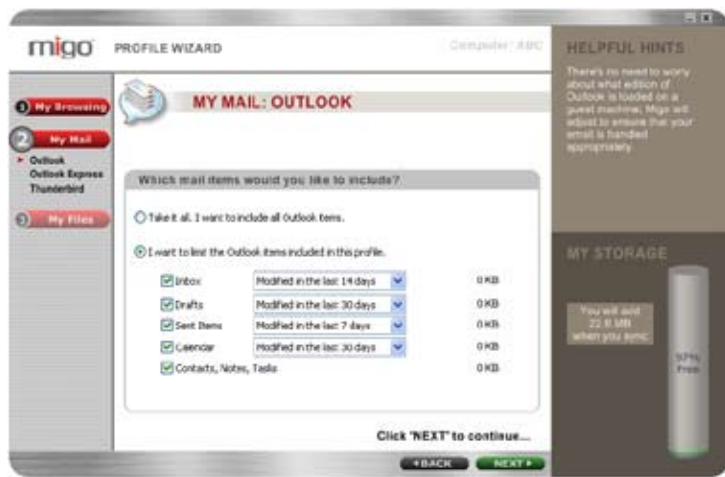 migo
PROFILE WIZARD
Computer: ABC
1 My Browsing
2 My Mail
Outlook
Outlook Express
Thunderbird
3 My Files
MY MAIL: OUTLOOK
Which mail items would you like to include?
Take it all. I want to include all Outlook items.
I want to limit the Outlook items included in this profile.
Inbox Modified in the last 14 days 0 KB
Drafts Modified in the last 30 days 0 KB
Sent Items Modified in the last 7 days 0 KB
Calendar Modified in the last 30 days 0 KB
Contacts, Notes, Tasks 0 KB
Click "NEXT" to continue...
BACK
NEXT
HELPFUL HINTS
There's no need to worry
about what edition of
Outlook is loaded on a
guest machine; Migo will
adjust to ensure that your
email is handled
appropriately.
MY STORAGE
You will add
MB
when you sync
97%
Free